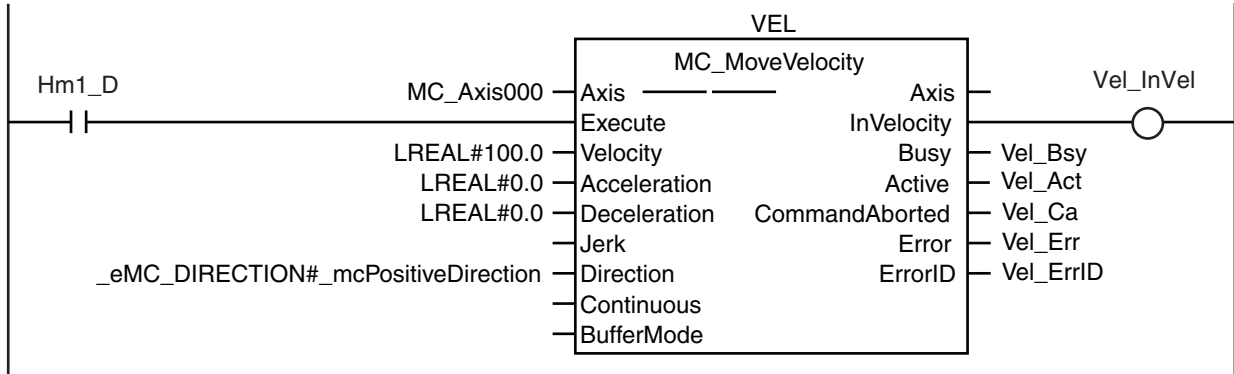 VEL
MC_MoveVelocity
Hm1_D
Vel_InVel
MC_Axis000 Axis Axis
Execute InVelocity
LREAL#100.0 Velocity Busy Vel_Bsy
LREAL#0.0 Acceleration Active Vel_Act
LREAL#0.0 Deceleration CommandAborted Vel_Ca
Jerk Error Vel_Err
_eMC_DIRECTION#_mcPositiveDirection Direction ErrorID Vel_ErrID
Continuous
BufferMode